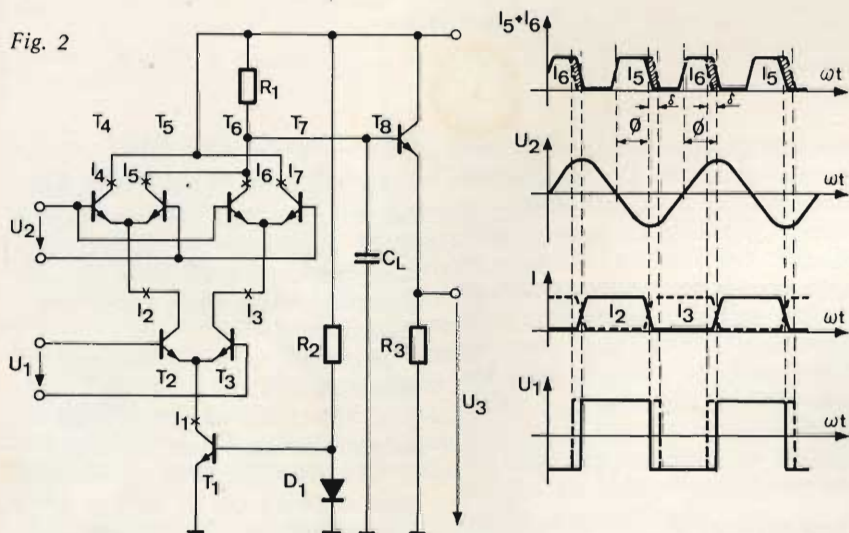 Fig. 2
R1
T4 T5 T6 T7 T8
I4 I5 I6 I7
U2
CL
I2 I3
R2 R3
U1
T2 T3
U3
I1
T1
D1
I5+I6
I6 I5 I6 I5
ωt
δ δ
Ø Ø
U2
ωt
I
I2 I3
ωt
U1
ωt